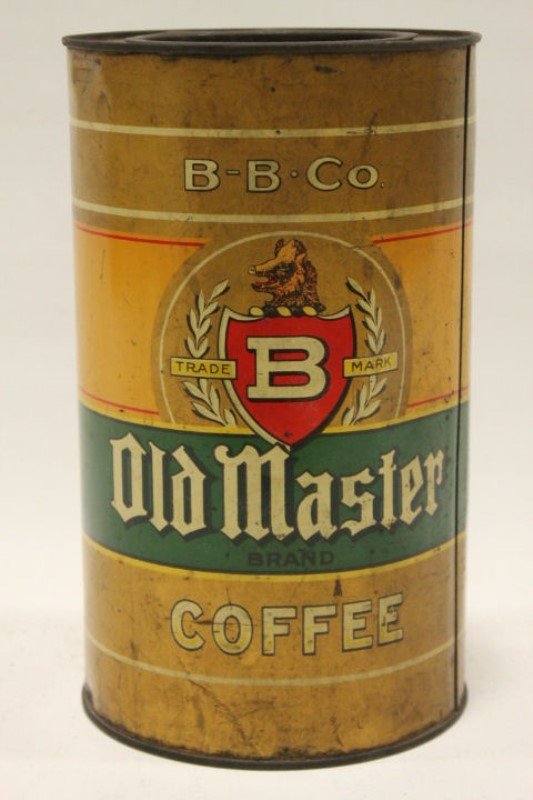 B-B·Co.
B
TRADE MARK
Old Master
BRAND
COFFEE